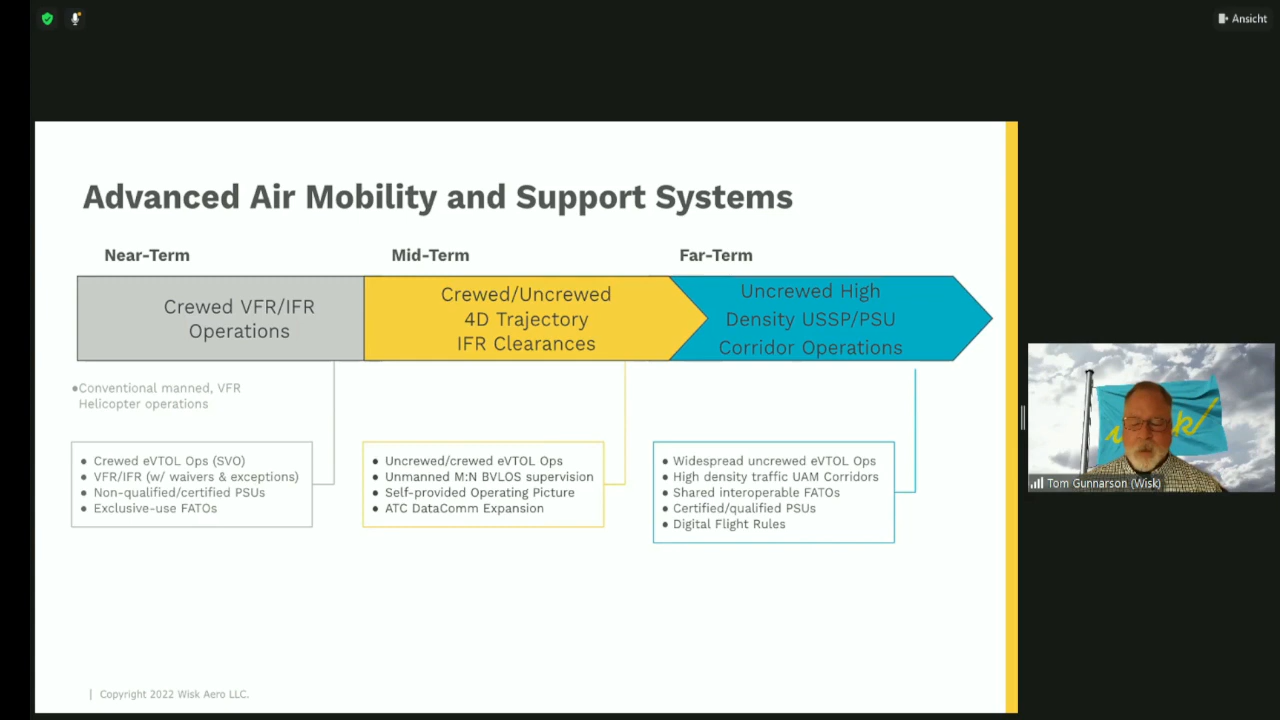 Ansicht
Advanced Air Mobility and Support Systems
Near-Term
Mid-Term
Far-Term
Crewed VFR/IFR
Operations
Crewed/Uncrewed
4D Trajectory
IFR Clearances
Uncrewed High
Density USSP/PSU
Corridor Operations
●Conventional manned, VFR
Helicopter operations
● Crewed eVTOL Ops (SVO)
● VFR/IFR (w/ waivers & exceptions)
● Non-qualified/certified PSUs
● Exclusive-use FATOs
● Uncrewed/crewed eVTOL Ops
● Unmanned M:N BVLOS supervision
● Self-provided Operating Picture
● ATC DataComm Expansion
● Widespread uncrewed eVTOL Ops
● High density traffic UAM Corridors
● Shared interoperable FATOs
● Certified/qualified PSUs
● Digital Flight Rules
Tom Gunnarson (Wisk)
| Copyright 2022 Wisk Aero LLC.